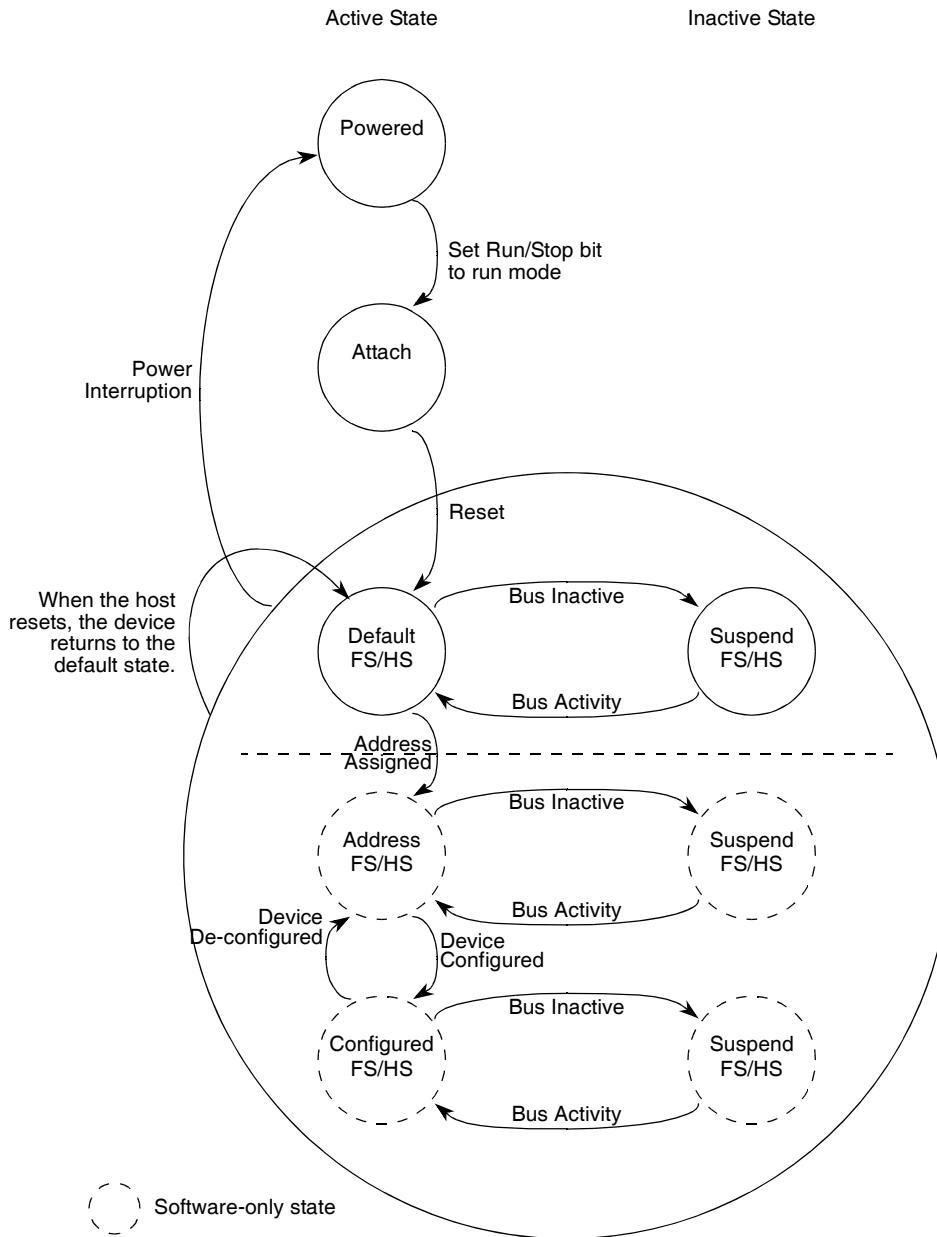 Active State
Inactive State
Powered
Set Run/Stop bit
to run mode
Attach
Power
Interruption
Reset
When the host
resets, the device
returns to the
default state.
Default
FS/HS
Bus Inactive
Suspend
FS/HS
Bus Activity
Address
Assigned
Address
FS/HS
Bus Inactive
Suspend
FS/HS
Bus Activity
Device
De-configured
Device
Configured
Configured
FS/HS
Bus Inactive
Suspend
FS/HS
Bus Activity
Software-only state